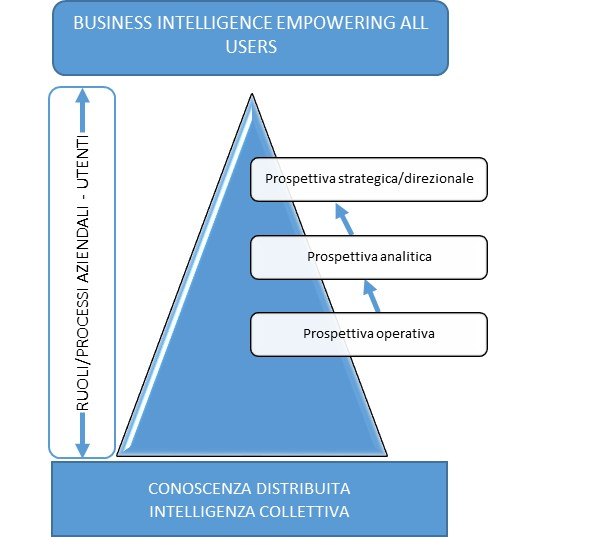 BUSINESS INTELLIGENCE EMPOWERING ALL
USERS
RUOLI/PROCESSI AZIENDALI - UTENTI
Prospettiva strategica/direzionale
Prospettiva analitica
Prospettiva operativa
CONOSCENZA DISTRIBUITA
INTELLIGENZA COLLETTIVA